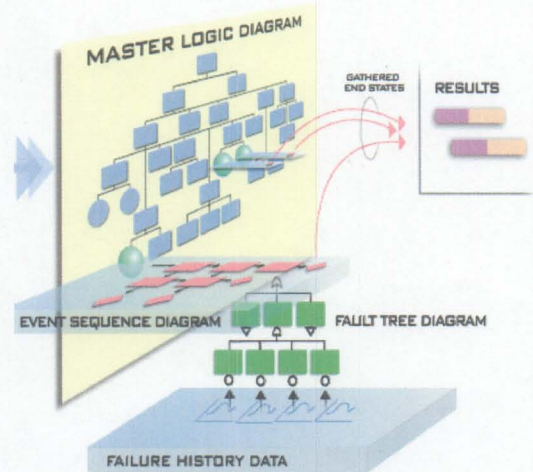 MASTER LOGIC DIAGRAM
GATHERED
END STATES
RESULTS
EVENT SEQUENCE DIAGRAM
FAULT TREE DIAGRAM
FAILURE HISTORY DATA